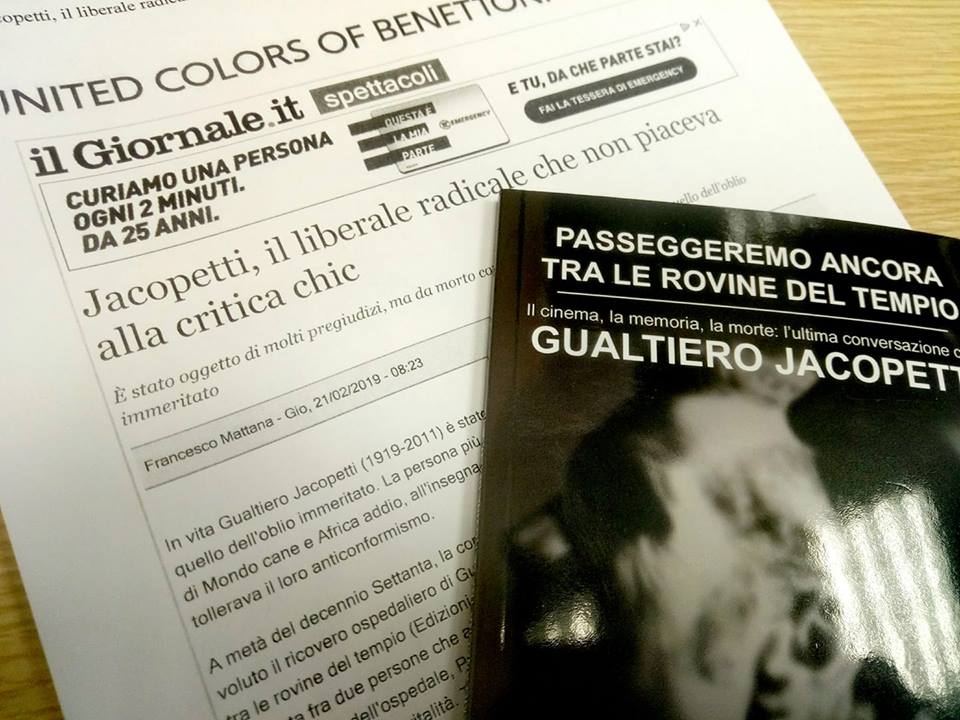 copetti, il liberale radica
UNITED COLORS OF BENETTON.
il Giornale.it spettacoli
CURIAMO UNA PERSONA
OGNI 2 MINUTI.
DA 25 ANNI.
QUESTA È
LA MIA
PARTE
EMERGENCY
E TU, DA CHE PARTE STAI?
FAI LA TESSERA DI EMERGENCY
Jacopetti, il liberale radicale che non piaceva
alla critica chic
È stato oggetto di molti pregiudizi, ma da morto co
uello dell'oblio
immeritato
Francesco Mattana - Gio, 21/02/2019 - 08:23
In vita Gualtiero Jacopetti (1919-2011) è stato
quello dell'oblio immeritato. La persona più
di Mondo cane e Africa addio, all'insegna
tollerava il loro anticonformismo.
A metà del decennio Settanta, la con
voluto il ricovero ospedaliero di Gu
tra le rovine del tempio (Edizioni
ta fra due persone che a
dell'ospedale, P
italità.
PASSEGGEREMO ANCORA
TRA LE ROVINE DEL TEMPIO
Il cinema, la memoria, la morte: l'ultima conversazione c
GUALTIERO JACOPETT